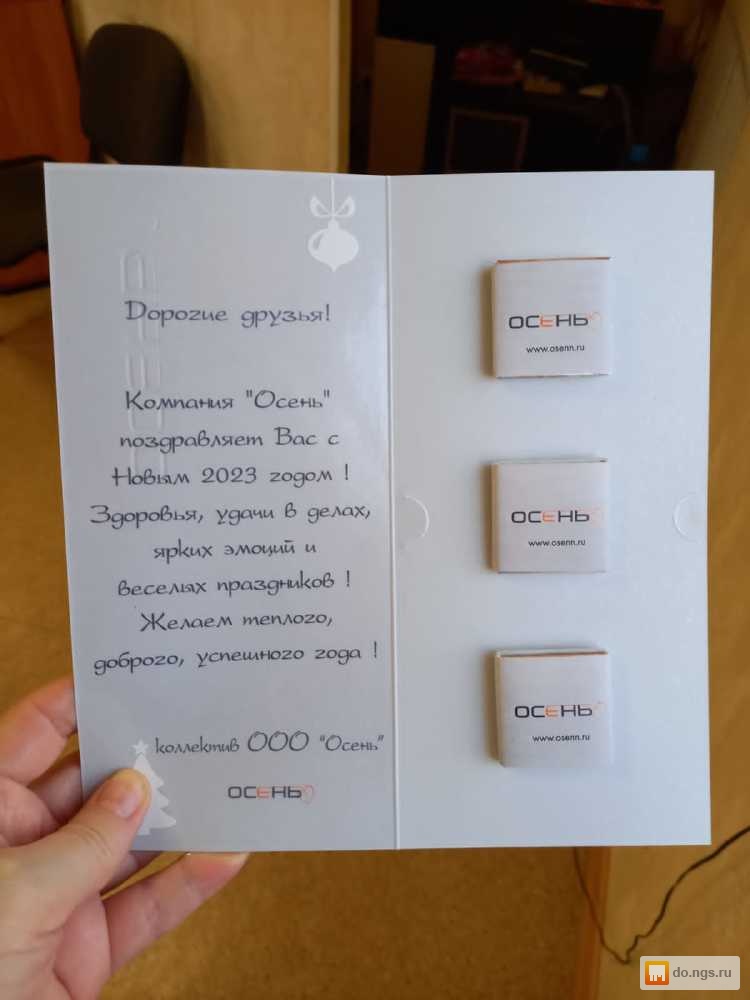 Дорогие друзья!
Компания "Осень"
поздравляет Вас с
Новым 2023 годом !
Здоровья, удачи в делах,
ярких эмоций и
веселых праздников !
Желаем теплого,
доброго, успешного года !
коллектив ООО "Осень"
ОСЕНЬ
ОСЕНЬ
www.osenn.ru
ОСЕНЬ
www.osenn.ru
ОСЕНЬ
www.osenn.ru
do.ngs.ru